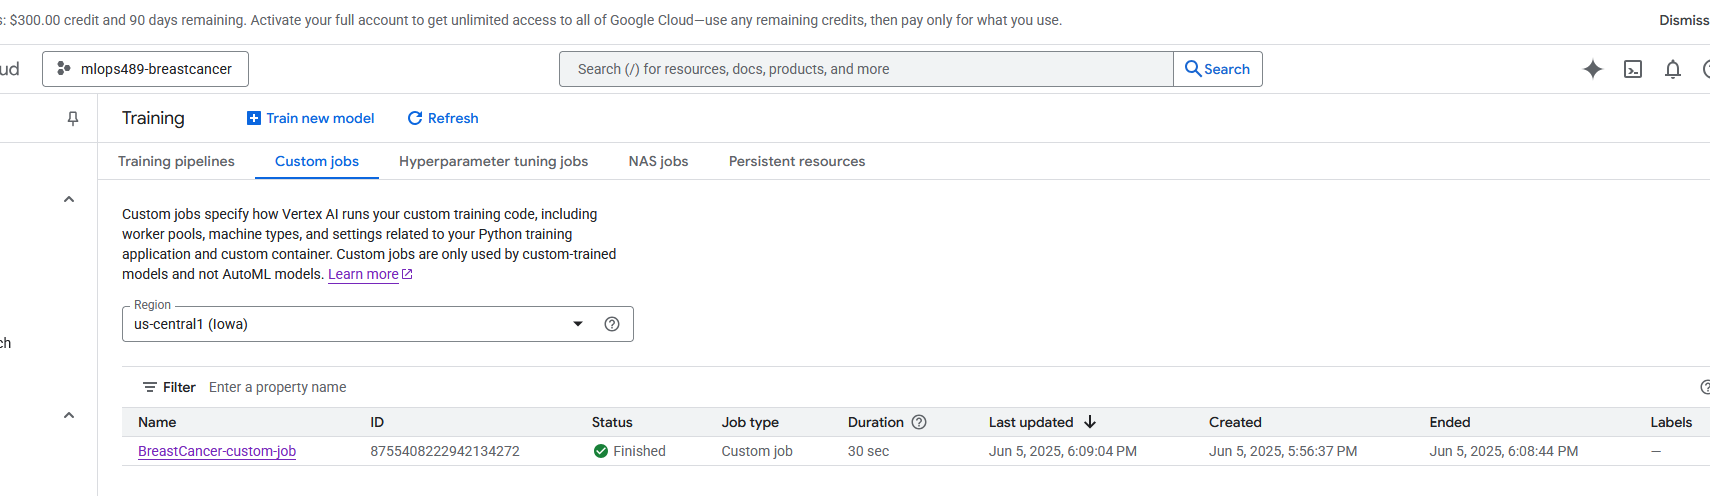 s: $300.00 credit and 90 days remaining. Activate your full account to get unlimited access to all of Google Cloud—use any remaining credits, then pay only for what you use.
Dismiss
ud
mlops489-breastcancer
Search (/) for resources, docs, products, and more
Search
Training
Train new model
Refresh
Training pipelines
Custom jobs
Hyperparameter tuning jobs
NAS jobs
Persistent resources
Custom jobs specify how Vertex AI runs your custom training code, including
worker pools, machine types, and settings related to your Python training
application and custom container. Custom jobs are only used by custom-trained
models and not AutoML models. Learn more
Region
us-central1 (Iowa)
ch
Filter Enter a property name
Name ID Status Job type Duration Last updated Created Ended Labels
BreastCancer-custom-job 8755408222942134272 Finished Custom job 30 sec Jun 5, 2025, 6:09:04 PM Jun 5, 2025, 5:56:37 PM Jun 5, 2025, 6:08:44 PM —